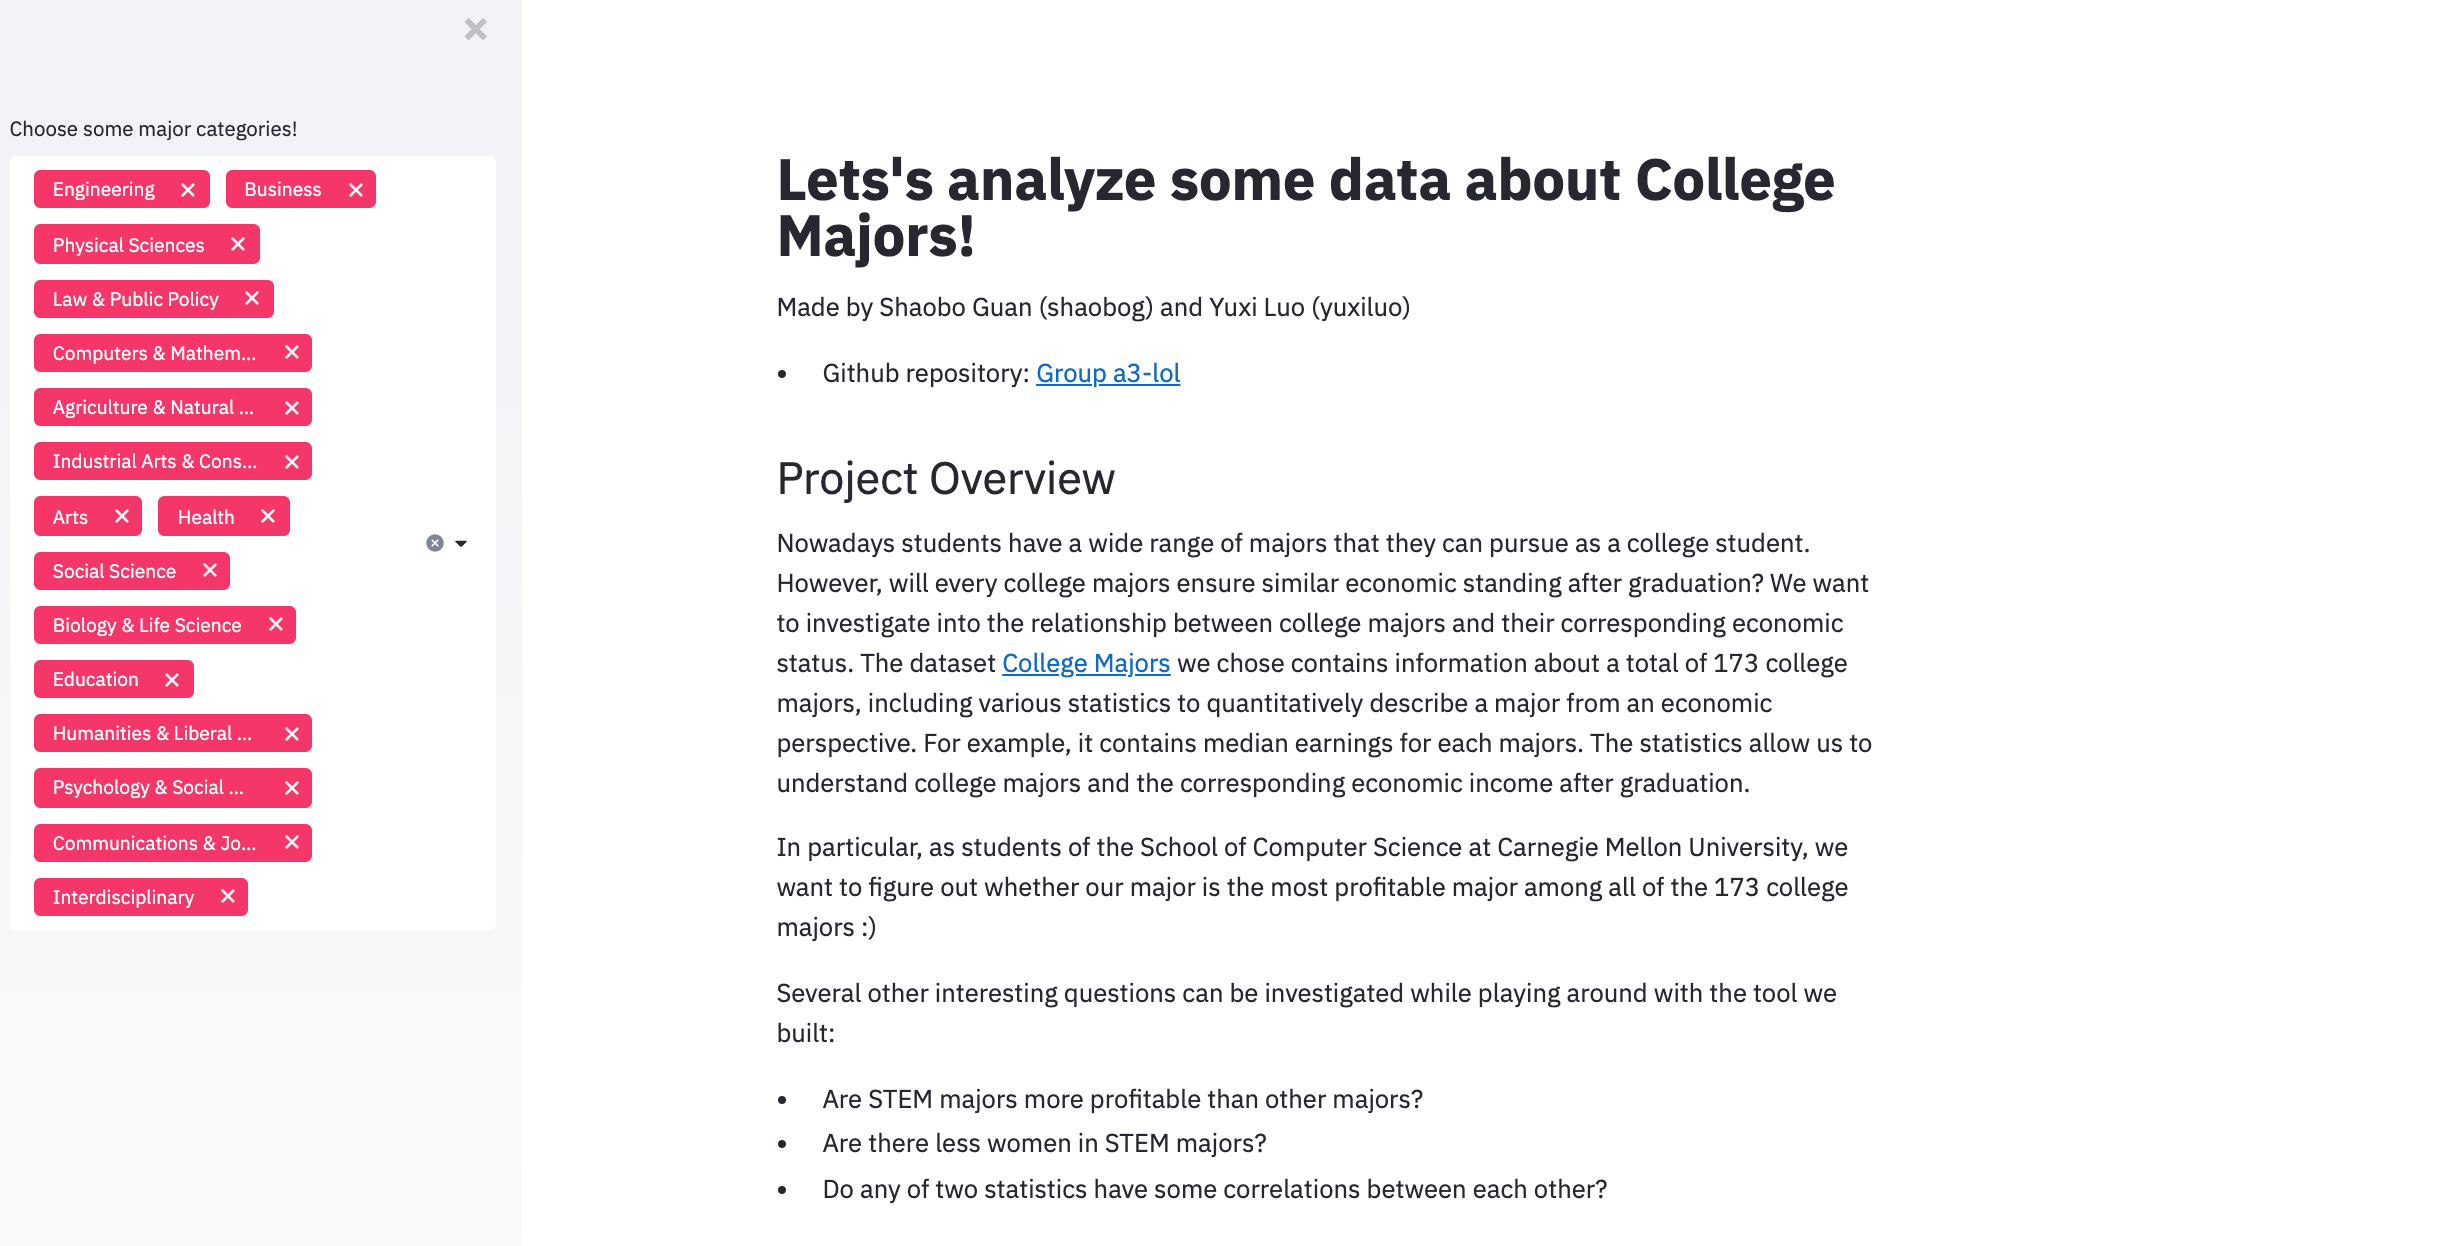 Choose some major categories!
Engineering Business
Physical Sciences
Law & Public Policy
Computers & Mathem...
Agriculture & Natural ...
Industrial Arts & Cons...
Arts Health
Social Science
Biology & Life Science
Education
Humanities & Liberal ...
Psychology & Social ...
Communications & Jo...
Interdisciplinary
Lets's analyze some data about College
Majors!
Made by Shaobo Guan (shaobog) and Yuxi Luo (yuxiluo)
• Github repository: Group a3-lol
Project Overview
Nowadays students have a wide range of majors that they can pursue as a college student.
However, will every college majors ensure similar economic standing after graduation? We want
to investigate into the relationship between college majors and their corresponding economic
status. The dataset College Majors we chose contains information about a total of 173 college
majors, including various statistics to quantitatively describe a major from an economic
perspective. For example, it contains median earnings for each majors. The statistics allow us to
understand college majors and the corresponding economic income after graduation.
In particular, as students of the School of Computer Science at Carnegie Mellon University, we
want to figure out whether our major is the most profitable major among all of the 173 college
majors :)
Several other interesting questions can be investigated while playing around with the tool we
built:
• Are STEM majors more profitable than other majors?
• Are there less women in STEM majors?
• Do any of two statistics have some correlations between each other?